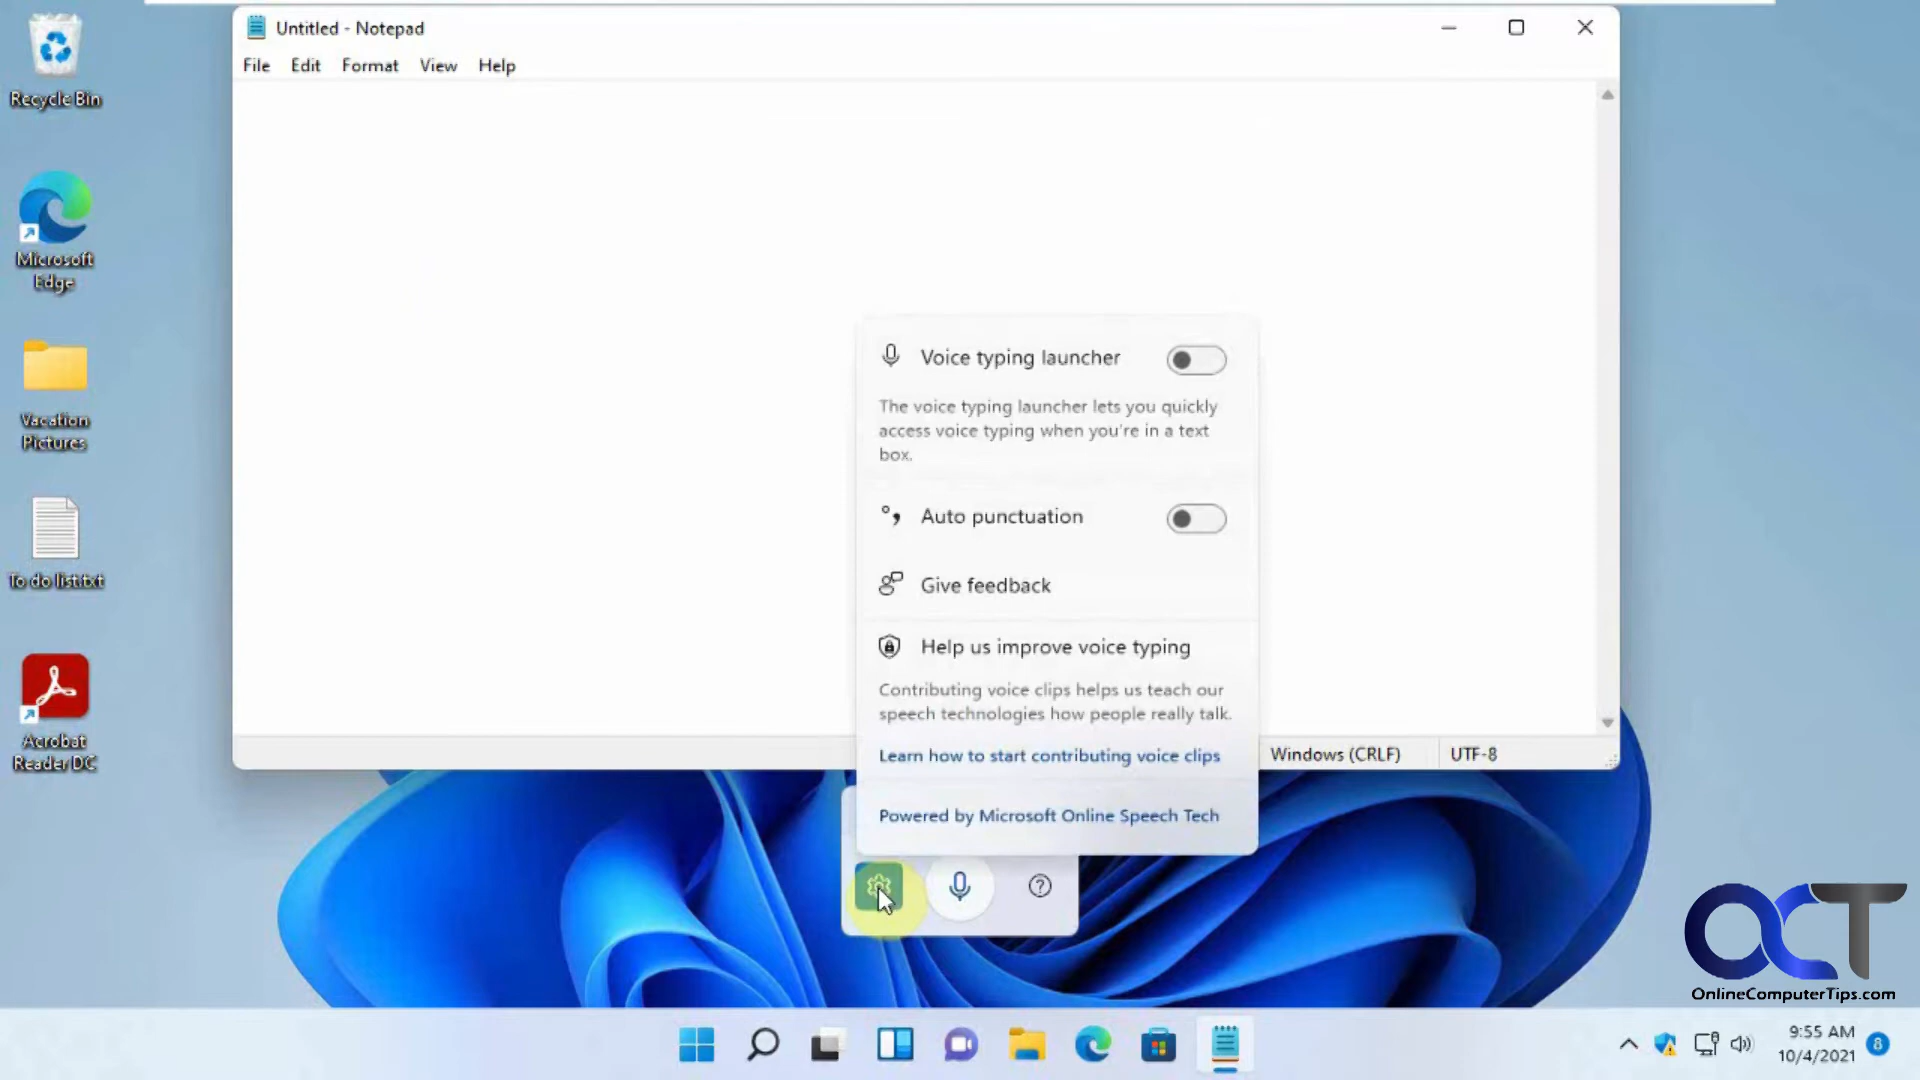 Untitled - Notepad
File Edit Format View Help
Recycle Bin
Microsoft
Edge
Vacation
Pictures
To do list.txt
Acrobat
Reader DC
Voice typing launcher
The voice typing launcher lets you quickly
access voice typing when you're in a text
box.
Auto punctuation
Give feedback
Help us improve voice typing
Contributing voice clips helps us teach our
speech technologies how people really talk.
Learn how to start contributing voice clips
Powered by Microsoft Online Speech Tech
Windows (CRLF) UTF-8
OCT
OnlineComputerTips.com
9:55 AM
10/4/2021
8